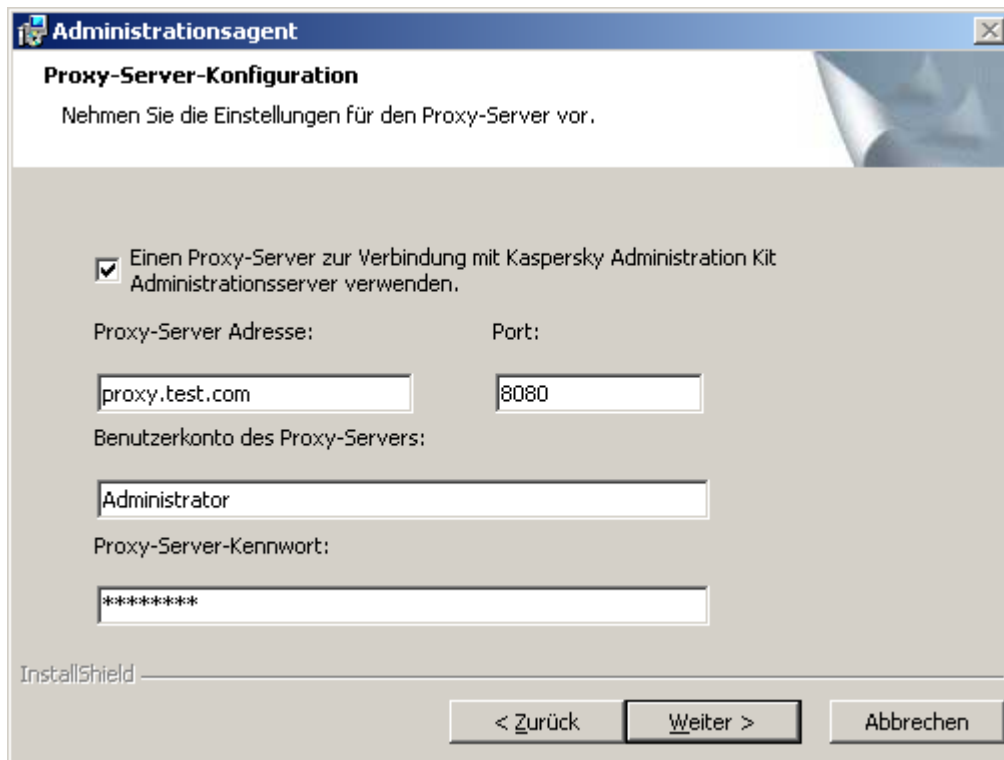 Administrationsagent
Proxy-Server-Konfiguration
Nehmen Sie die Einstellungen für den Proxy-Server vor.
Einen Proxy-Server zur Verbindung mit Kaspersky Administration Kit
Administrationsserver verwenden.
Proxy-Server Adresse: Port:
proxy.test.com 8080
Benutzerkonto des Proxy-Servers:
Administrator
Proxy-Server-Kennwort:
********
InstallShield
< Zurück Weiter > Abbrechen